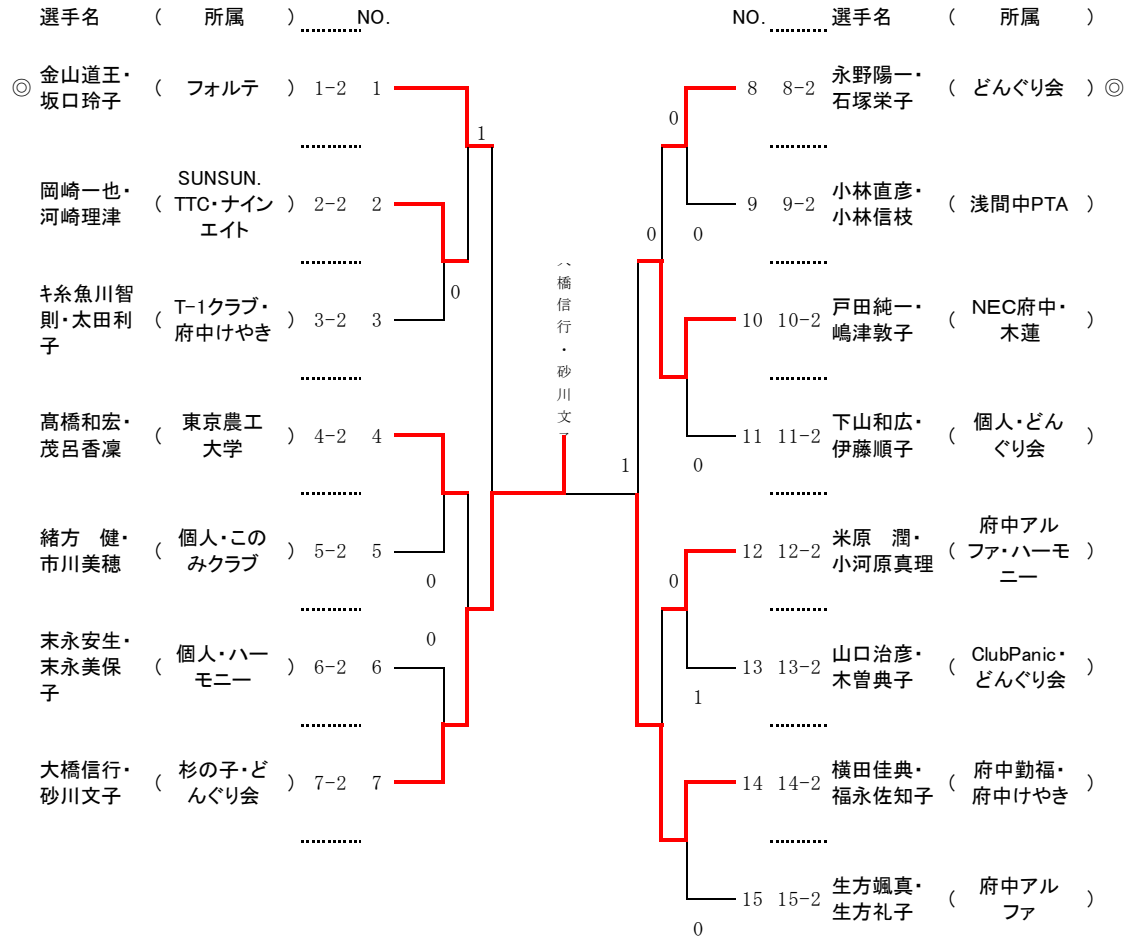 選手名 ( 所属 ) NO.
NO. 選手名 ( 所属 )
◎ 金山道王・
坂口玲子
( フォルテ ) 1-2 1
岡崎一也・
河崎理津
( SUNSUN.
TTC・ナイン
エイト ) 2-2 2
ｷ糸魚川智
則・太田利
子
( T-1クラブ・
府中けやき ) 3-2 3
髙橋和宏・
茂呂香凜
( 東京農工
大学 ) 4-2 4
緒方　健・
市川美穂
( 個人・この
みクラブ ) 5-2 5
末永安生・
末永美保
子
( 個人・ハー
モニー ) 6-2 6
大橋信行・
砂川文子
( 杉の子・ど
んぐり会 ) 7-2 7
1
0
0
0
橋信行・砂川文
1
8 8-2 永野陽一・
石塚栄子
( どんぐり会 ) ◎
0
9 9-2 小林直彦・
小林信枝
( 浅間中PTA )
0 0
10 10-2 戸田純一・
嶋津敦子
( NEC府中・
木蓮 )
11 11-2 下山和広・
伊藤順子
( 個人・どん
ぐり会 )
0
12 12-2 米原　潤・
小河原真理
( 府中アル
ファ・ハーモ
ニー )
0
13 13-2 山口治彦・
木曽典子
( ClubPanic・
どんぐり会 )
1
14 14-2 横田佳典・
福永佐知子
( 府中勤福・
府中けやき )
15 15-2 生方颯真・
生方礼子
( 府中アル
ファ )
0